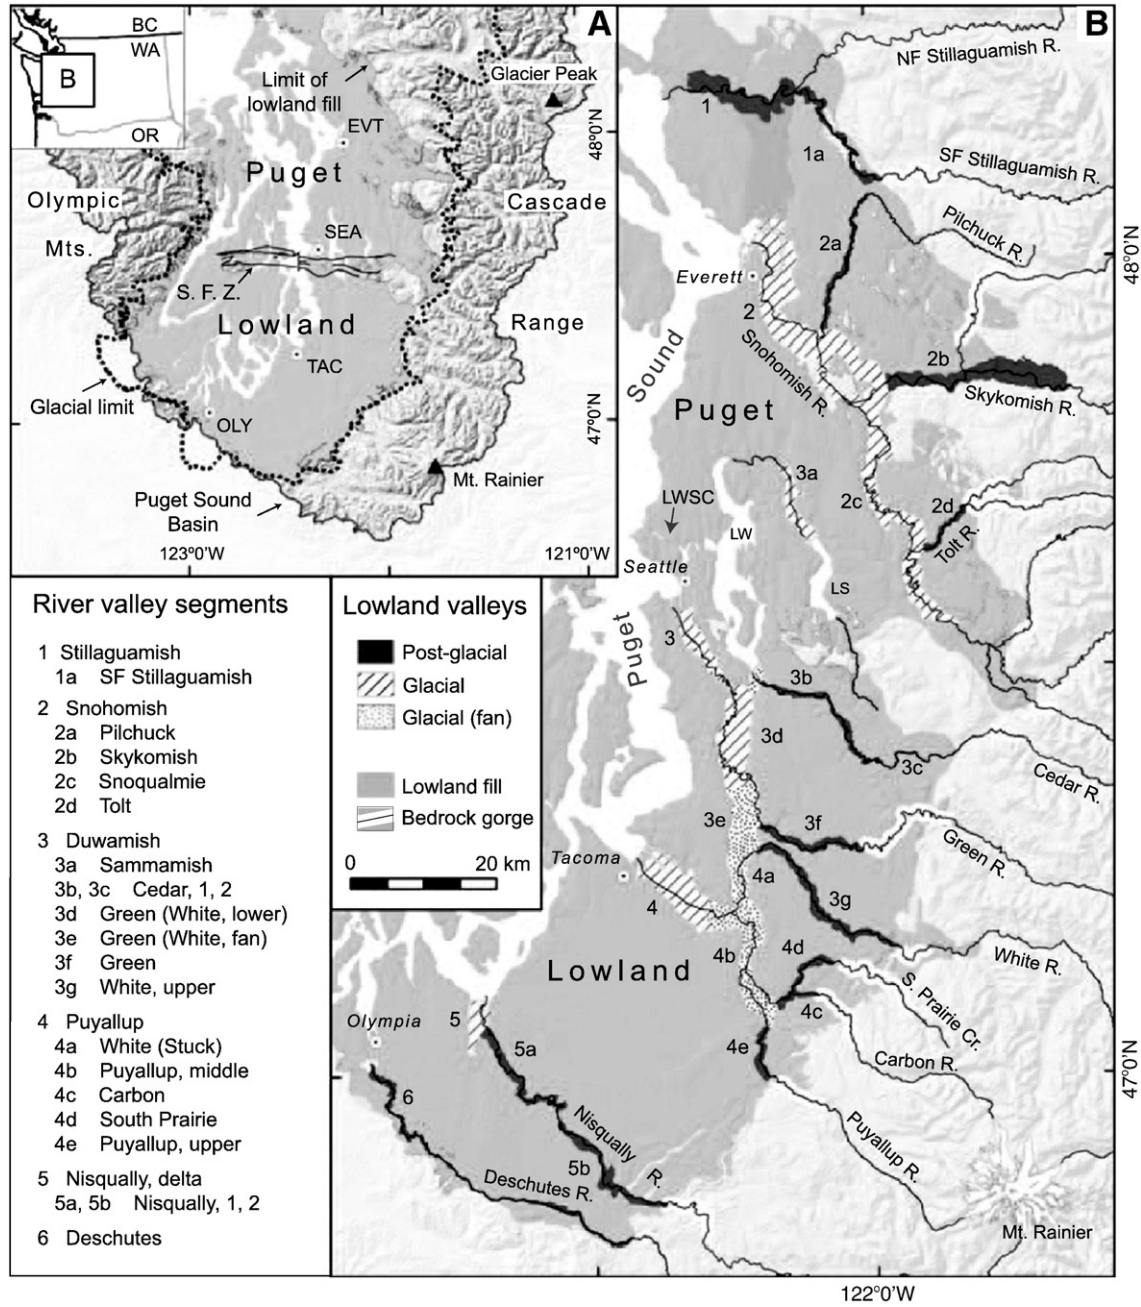 A
BC
WA
B
OR
Limit of
lowland fill
Glacier Peak
EVT
48°0'N
Puget
Olympic
Mts.
Cascade
SEA
S. F. Z.
Lowland
Range
TAC
Glacial limit
OLY
47°0'N
Mt. Rainier
Puget Sound
Basin
123°0'W
121°0'W
River valley segments
1 Stillaguamish
1a SF Stillaguamish
2 Snohomish
2a Pilchuck
2b Skykomish
2c Snoqualmie
2d Tolt
3 Duwamish
3a Sammamish
3b, 3c Cedar, 1, 2
3d Green (White, lower)
3e Green (White, fan)
3f Green
3g White, upper
4 Puyallup
4a White (Stuck)
4b Puyallup, middle
4c Carbon
4d South Prairie
4e Puyallup, upper
5 Nisqually, delta
5a, 5b Nisqually, 1, 2
6 Deschutes
Lowland valleys
Post-glacial
Glacial
Glacial (fan)
Lowland fill
Bedrock gorge
0 20 km
B
NF Stillaguamish R.
1
1a
SF Stillaguamish R.
2a
Pilchuck R.
48°0'N
Everett
2
Snohomish R.
2b
Skykomish R.
Sound
Puget
3a
LWSC
2c
2d
Tolt R.
LW
Seattle
LS
Puget
3
3b
3d
3c
Cedar R.
3e
3f
Green R.
Tacoma
4a
4
3g
4b
4d
White R.
Lowland
S. Prairie Cr.
4c
Olympia
5
5a
4e
Carbon R.
47°0'N
6
Nisqually R.
Puyallup R.
5b
Deschutes R.
Mt. Rainier
122°0'W